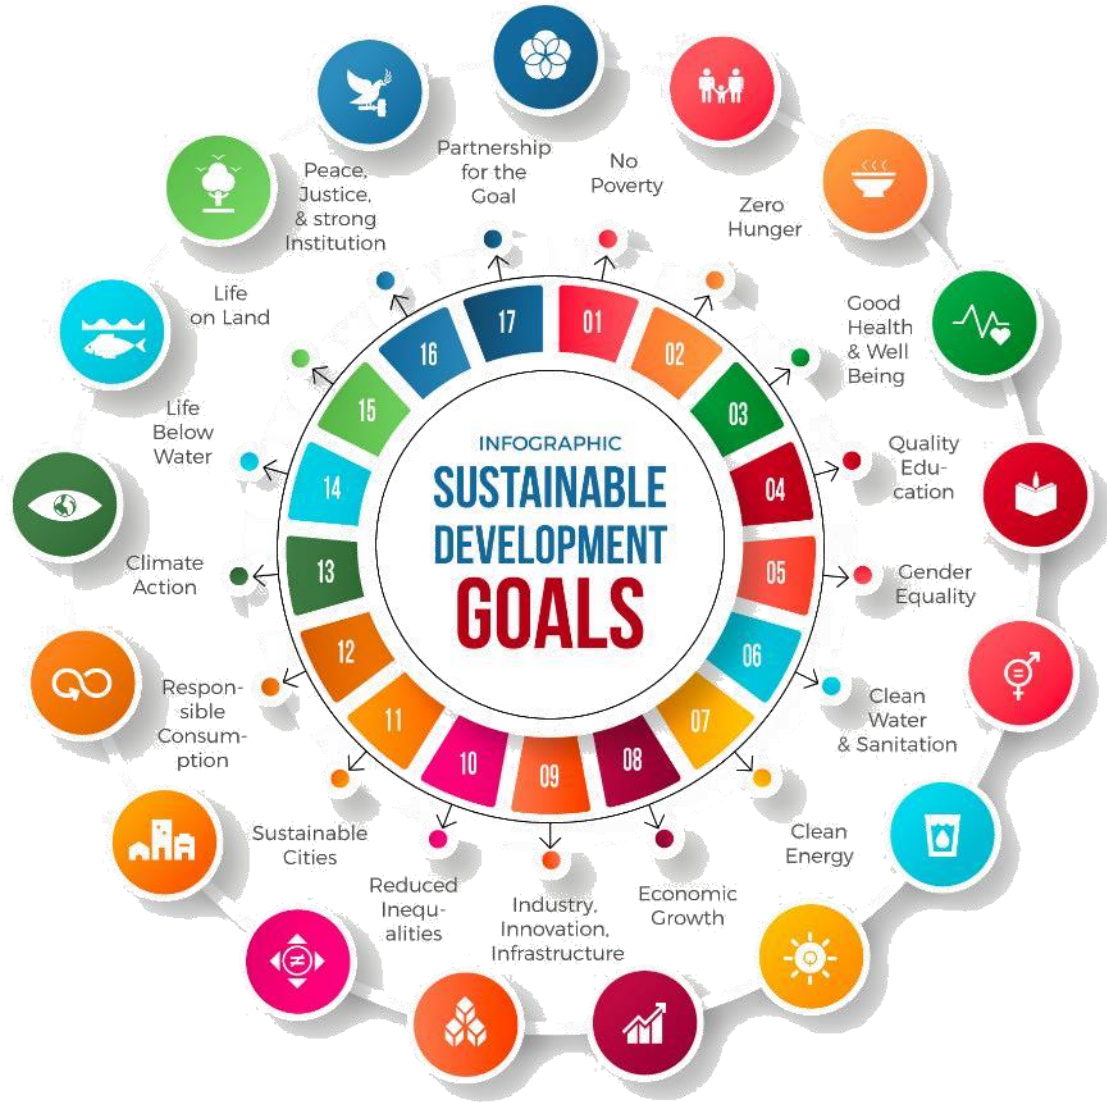 INFOGRAPHIC
SUSTAINABLE
DEVELOPMENT
GOALS
01
No
Poverty
02
Zero
Hunger
03
Good
Health
& Well
Being
04
Quality
Edu-
cation
05
Gender
Equality
06
Clean
Water
& Sanitation
07
Clean
Energy
08
Economic
Growth
09
Industry,
Innovation,
Infrastructure
10
Reduced
Inequ-
alities
11
Sustainable
Cities
12
Respon-
sible
Consum-
ption
13
Climate
Action
14
Life
Below
Water
15
Life
on Land
16
Peace,
Justice,
& strong
Institution
17
Partnership
for the
Goal